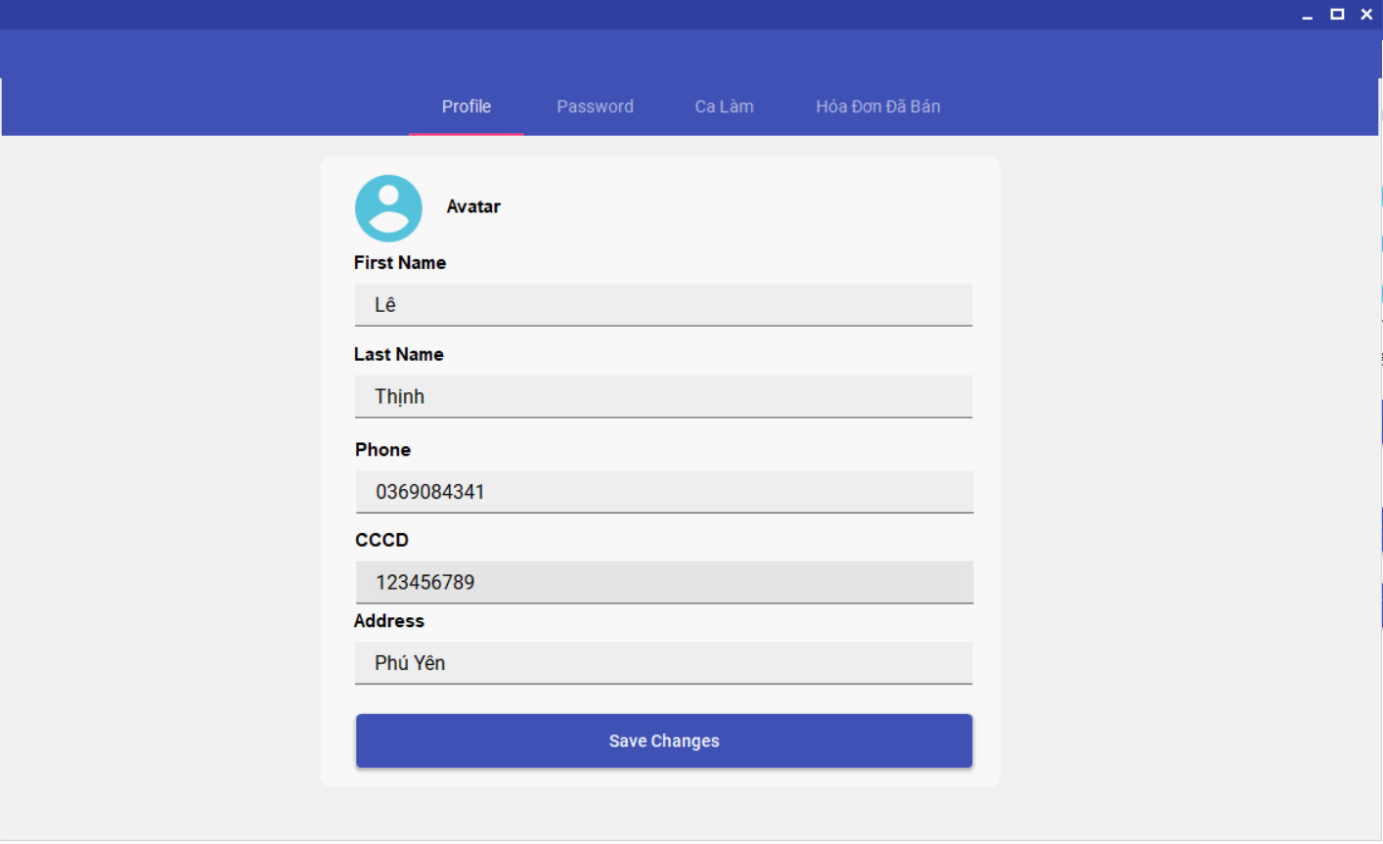 Profile Password Ca Làm Hóa Đơn Đã Bán
Avatar
First Name
Lê
Last Name
Thịnh
Phone
0369084341
CCCD
123456789
Address
Phú Yên
Save Changes